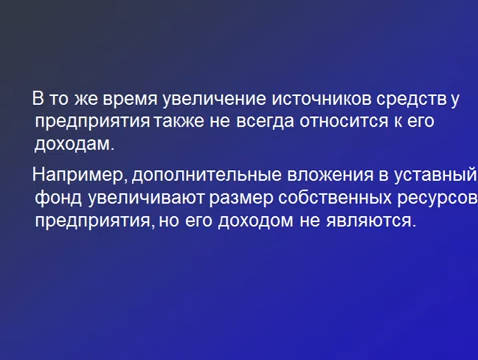 В то же время увеличение источников средств у
предприятия также не всегда относится к его
доходам.
Например, дополнительные вложения в уставный
фонд увеличивают размер собственных ресурсов
предприятия, но его доходом не являются.